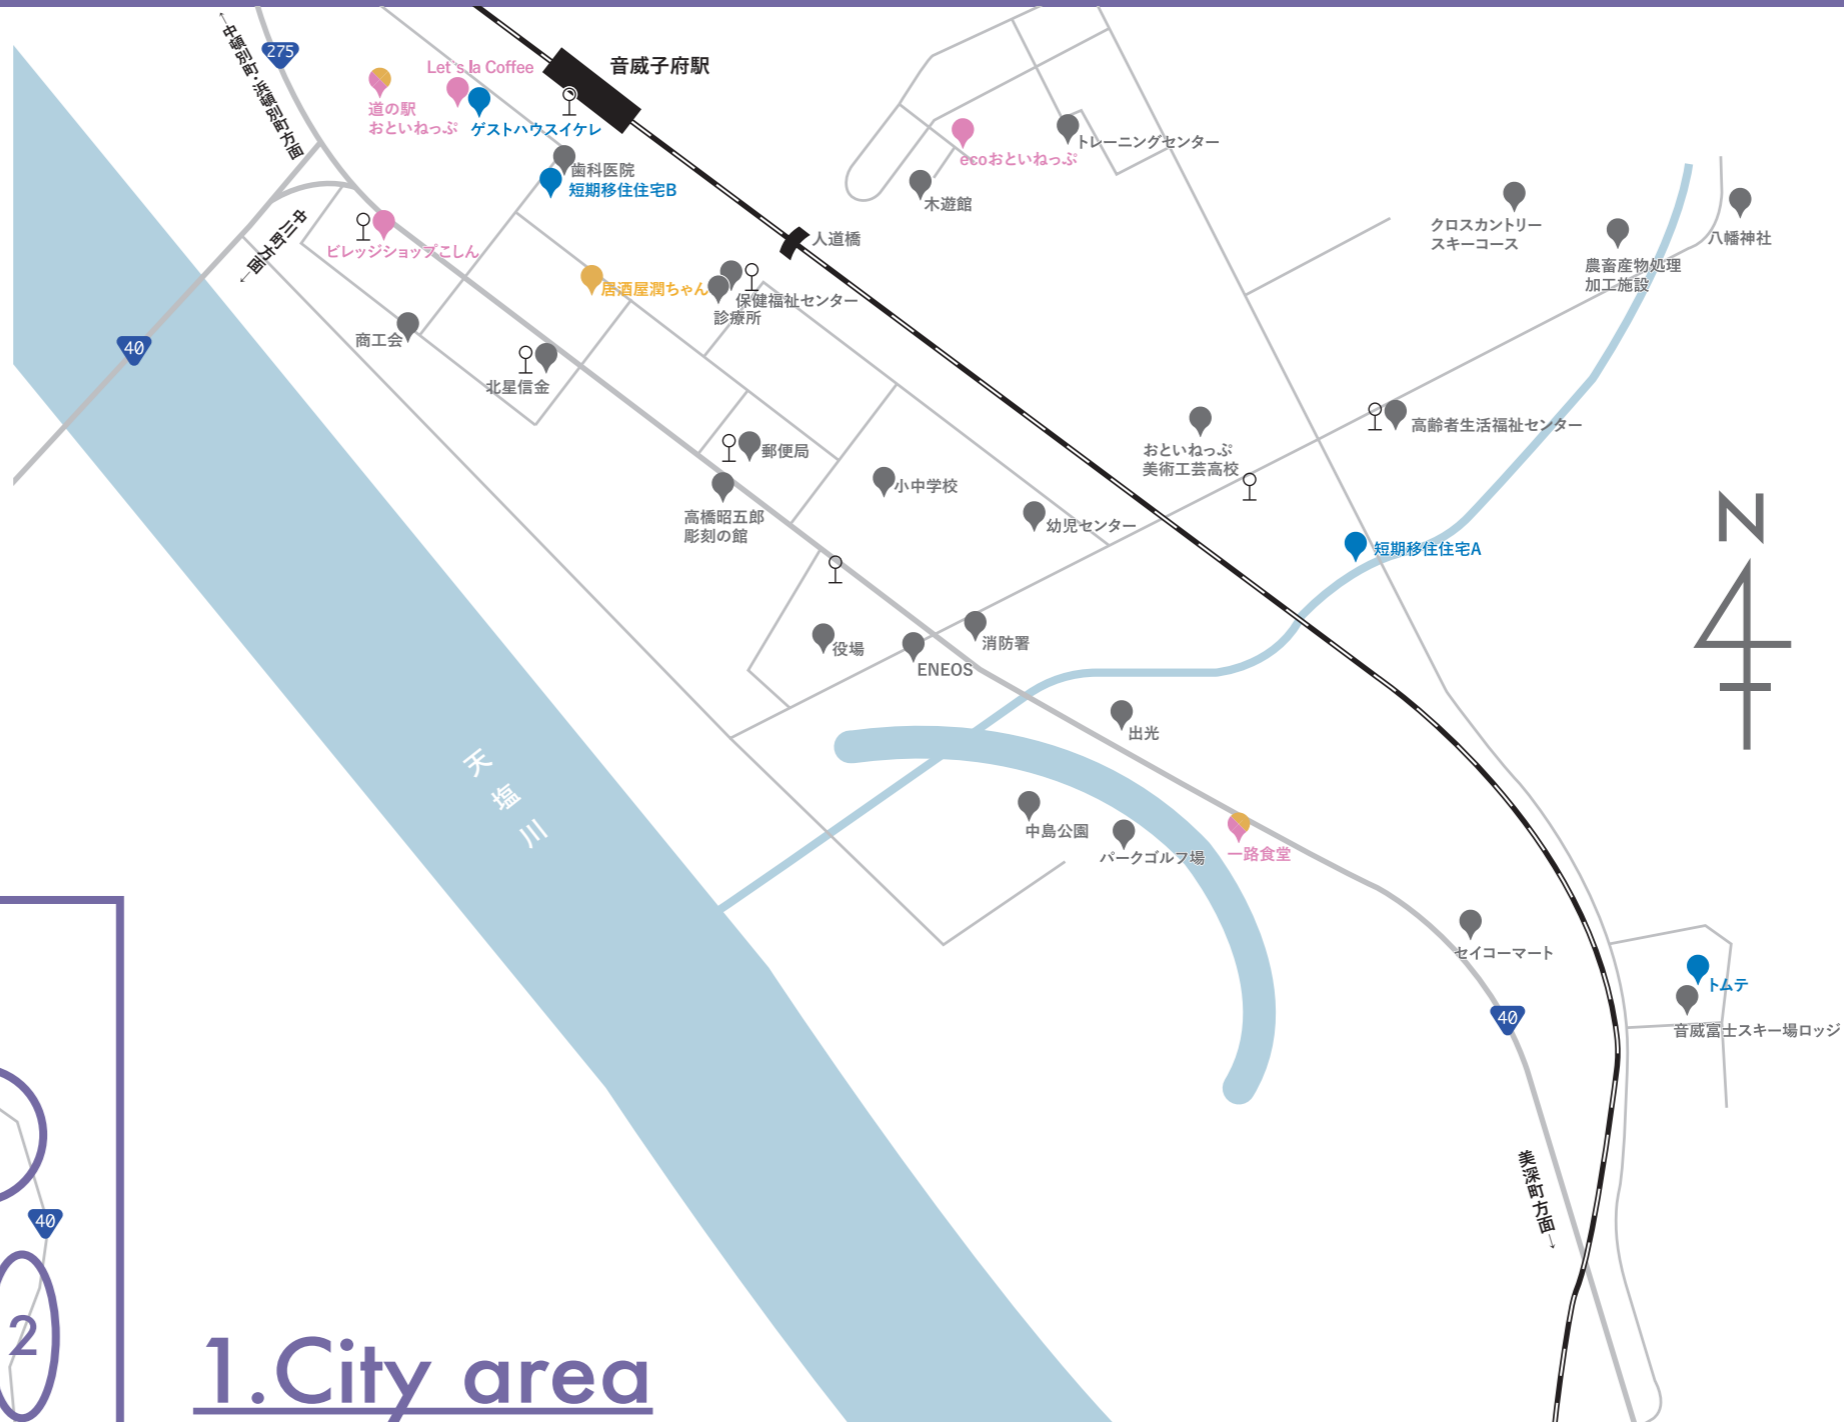 ←中頓別町・浜頓別町方面
275
Let's la Coffee
音威子府駅
道の駅
おといねっぷ
ゲストハウスイケレ
歯科医院
短期移住住宅B
ecoおといねっぷ
トレーニングセンター
木遊館
人道橋
クロスカントリー
スキーコース
農畜産物処理
加工施設
八幡神社
中川町方面→
ビレッジショップこしん
居酒屋潤ちゃん
保健福祉センター
診療所
商工会
40
北星信金
郵便局
高橋昭五郎
彫刻の館
小中学校
幼児センター
おといねっぷ
美術工芸高校
高齢者生活福祉センター
短期移住住宅A
N
役場
ENEOS
消防署
出光
天塩川
中島公園
パークゴルフ場
一路食堂
セイコーマート
トムテ
音威富士スキー場ロッジ
40
美深町方面→
40
2
1.City area